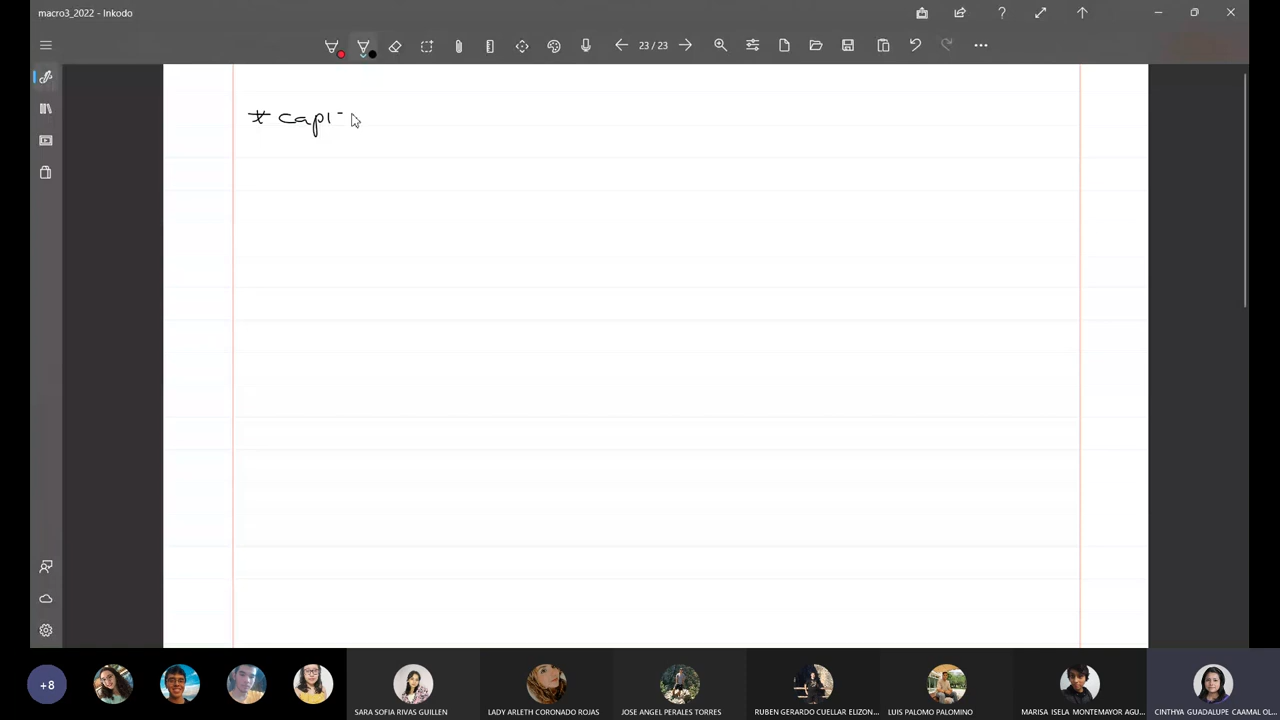 macro3_2022 - Inkodo
23 / 23
* capit
+8
SARA SOFIA RIVAS GUILLEN
LADY ARLETH CORONADO ROJAS
JOSE ANGEL PERALES TORRES
RUBEN GERARDO CUELLAR ELIZON...
LUIS PALOMO PALOMINO
MARISA ISELA MONTEMAYOR AGU...
CINTHYA GUADALUPE CAAMAL OL...